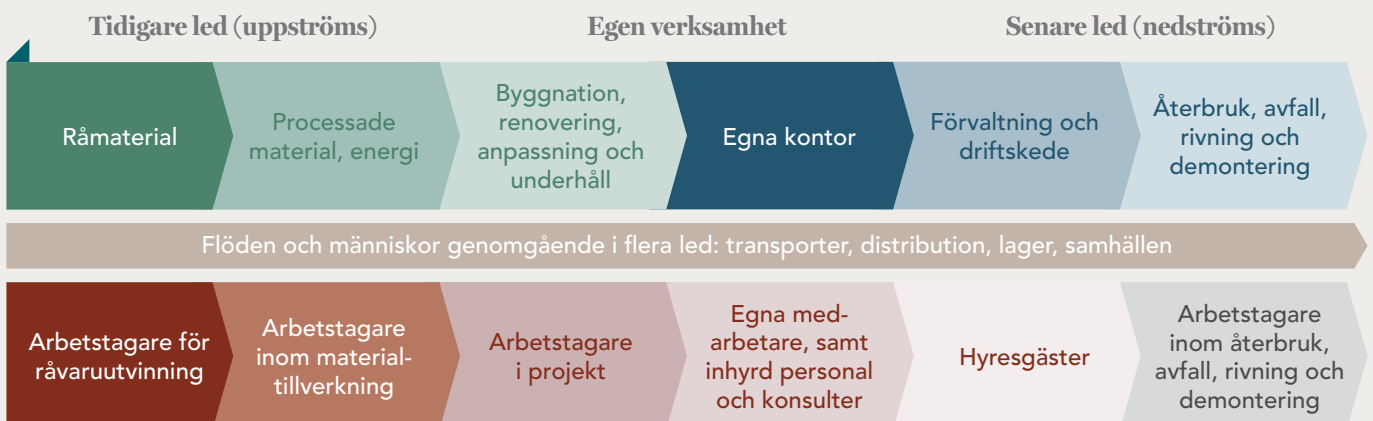 Tidigare led (uppströms)
Egen verksamhet
Senare led (nedströms)
Råmaterial
Processade
material, energi
Byggnation,
renovering,
anpassning och
underhåll
Egna kontor
Förvaltning och
driftskede
Återbruk, avfall,
rivning och
demontering
Flöden och människor genomgående i flera led: transporter, distribution, lager, samhällen
Arbetstagare för
råvaruutvinning
Arbetstagare
inom material-
tillverkning
Arbetstagare
i projekt
Egna med-
arbetare, samt
inhyrd personal
och konsulter
Hyresgäster
Arbetstagare
inom återbruk,
avfall, rivning och
demontering